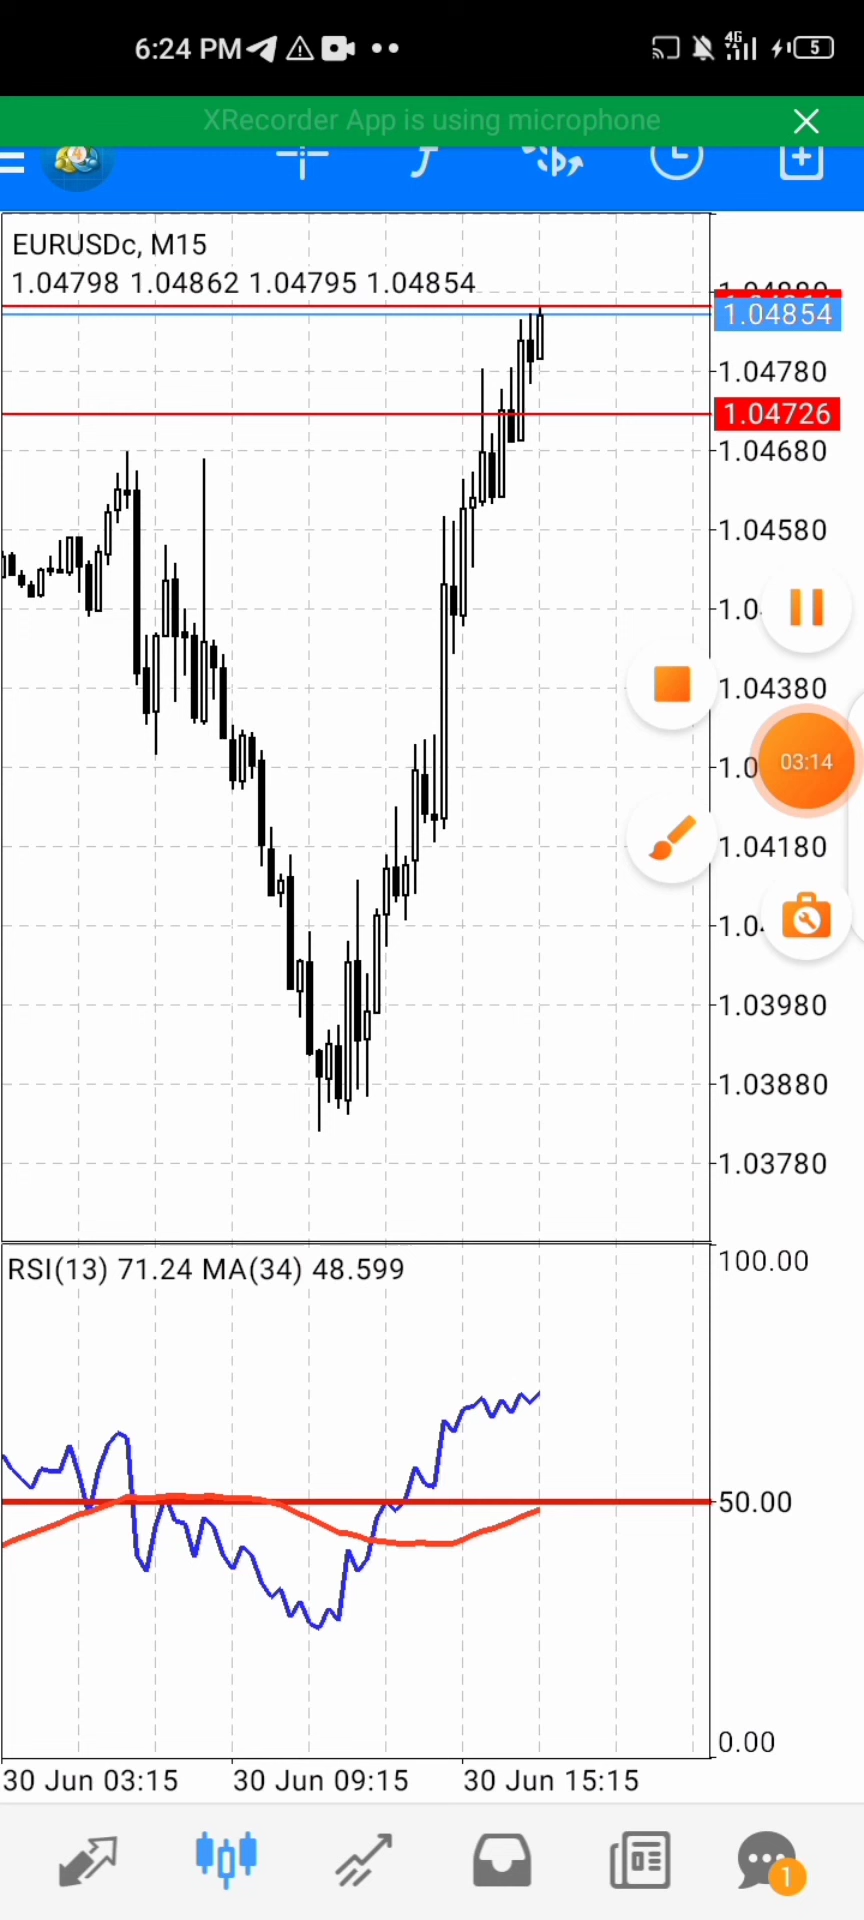 6:24 PM
4G
5
XRecorder App is using microphone
EURUSDc, M15
1.04798 1.04862 1.04795 1.04854
1.04854
1.04780
1.04726
1.04680
1.04580
1.04380
03:14
1.04180
1.03980
1.03880
1.03780
RSI(13) 71.24 MA(34) 48.599
100.00
50.00
0.00
30 Jun 03:15 30 Jun 09:15 30 Jun 15:15
1